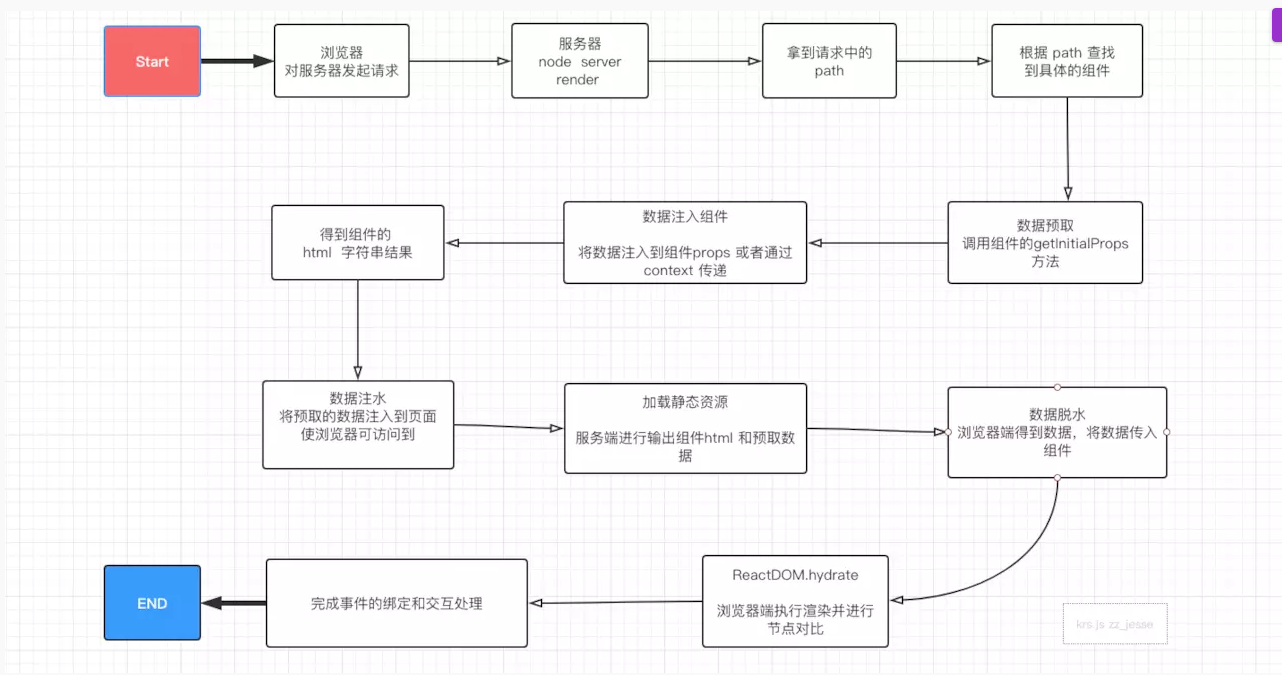 Start
浏览器
对服务器发起请求
服务器
node server
render
拿到请求中的
path
根据 path 查找
到具体的组件
数据预取
调用组件的getInitialProps
方法
数据注入组件
将数据注入到组件props 或者通过
context 传递
得到组件的
html 字符串结果
数据注水
将预取的数据注入到页面
使浏览器可访问到
加载静态资源
服务端进行输出组件html 和预取数
据
数据脱水
浏览器端得到数据，将数据传入
组件
ReactDOM.hydrate
浏览器端执行渲染并进行
节点对比
完成事件的绑定和交互处理
END
krs.js zz_jesse